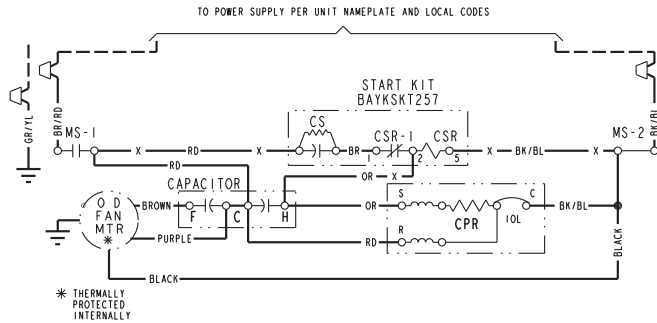 TO POWER SUPPLY PER UNIT NAMEPLATE AND LOCAL CODES
START KIT
BAYKSKT257
GR/YL
BR/RD
BK/BL
MS-1
CS
CSR-1
CSR
MS-2
X RD X
BR
1
2
5
X BK/BL X
RD
OR X
CAPACITOR
O D
FAN
MTR
*
BROWN
F
C
H
OR
S
C
BK/BL
CPR
IOL
PURPLE
R
RD
BLACK
BLACK
* THERMALLY
PROTECTED
INTERNALLY